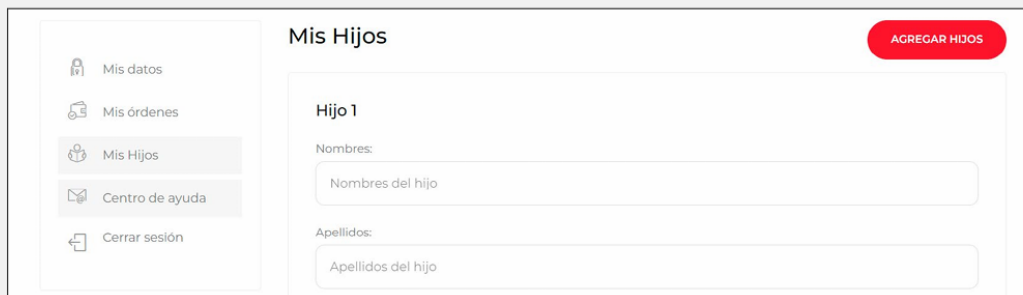 Mis datos
Mis órdenes
Mis Hijos
Centro de ayuda
Cerrar sesión
Mis Hijos
AGREGAR HIJOS
Hijo 1
Nombres:
Nombres del hijo
Apellidos:
Apellidos del hijo